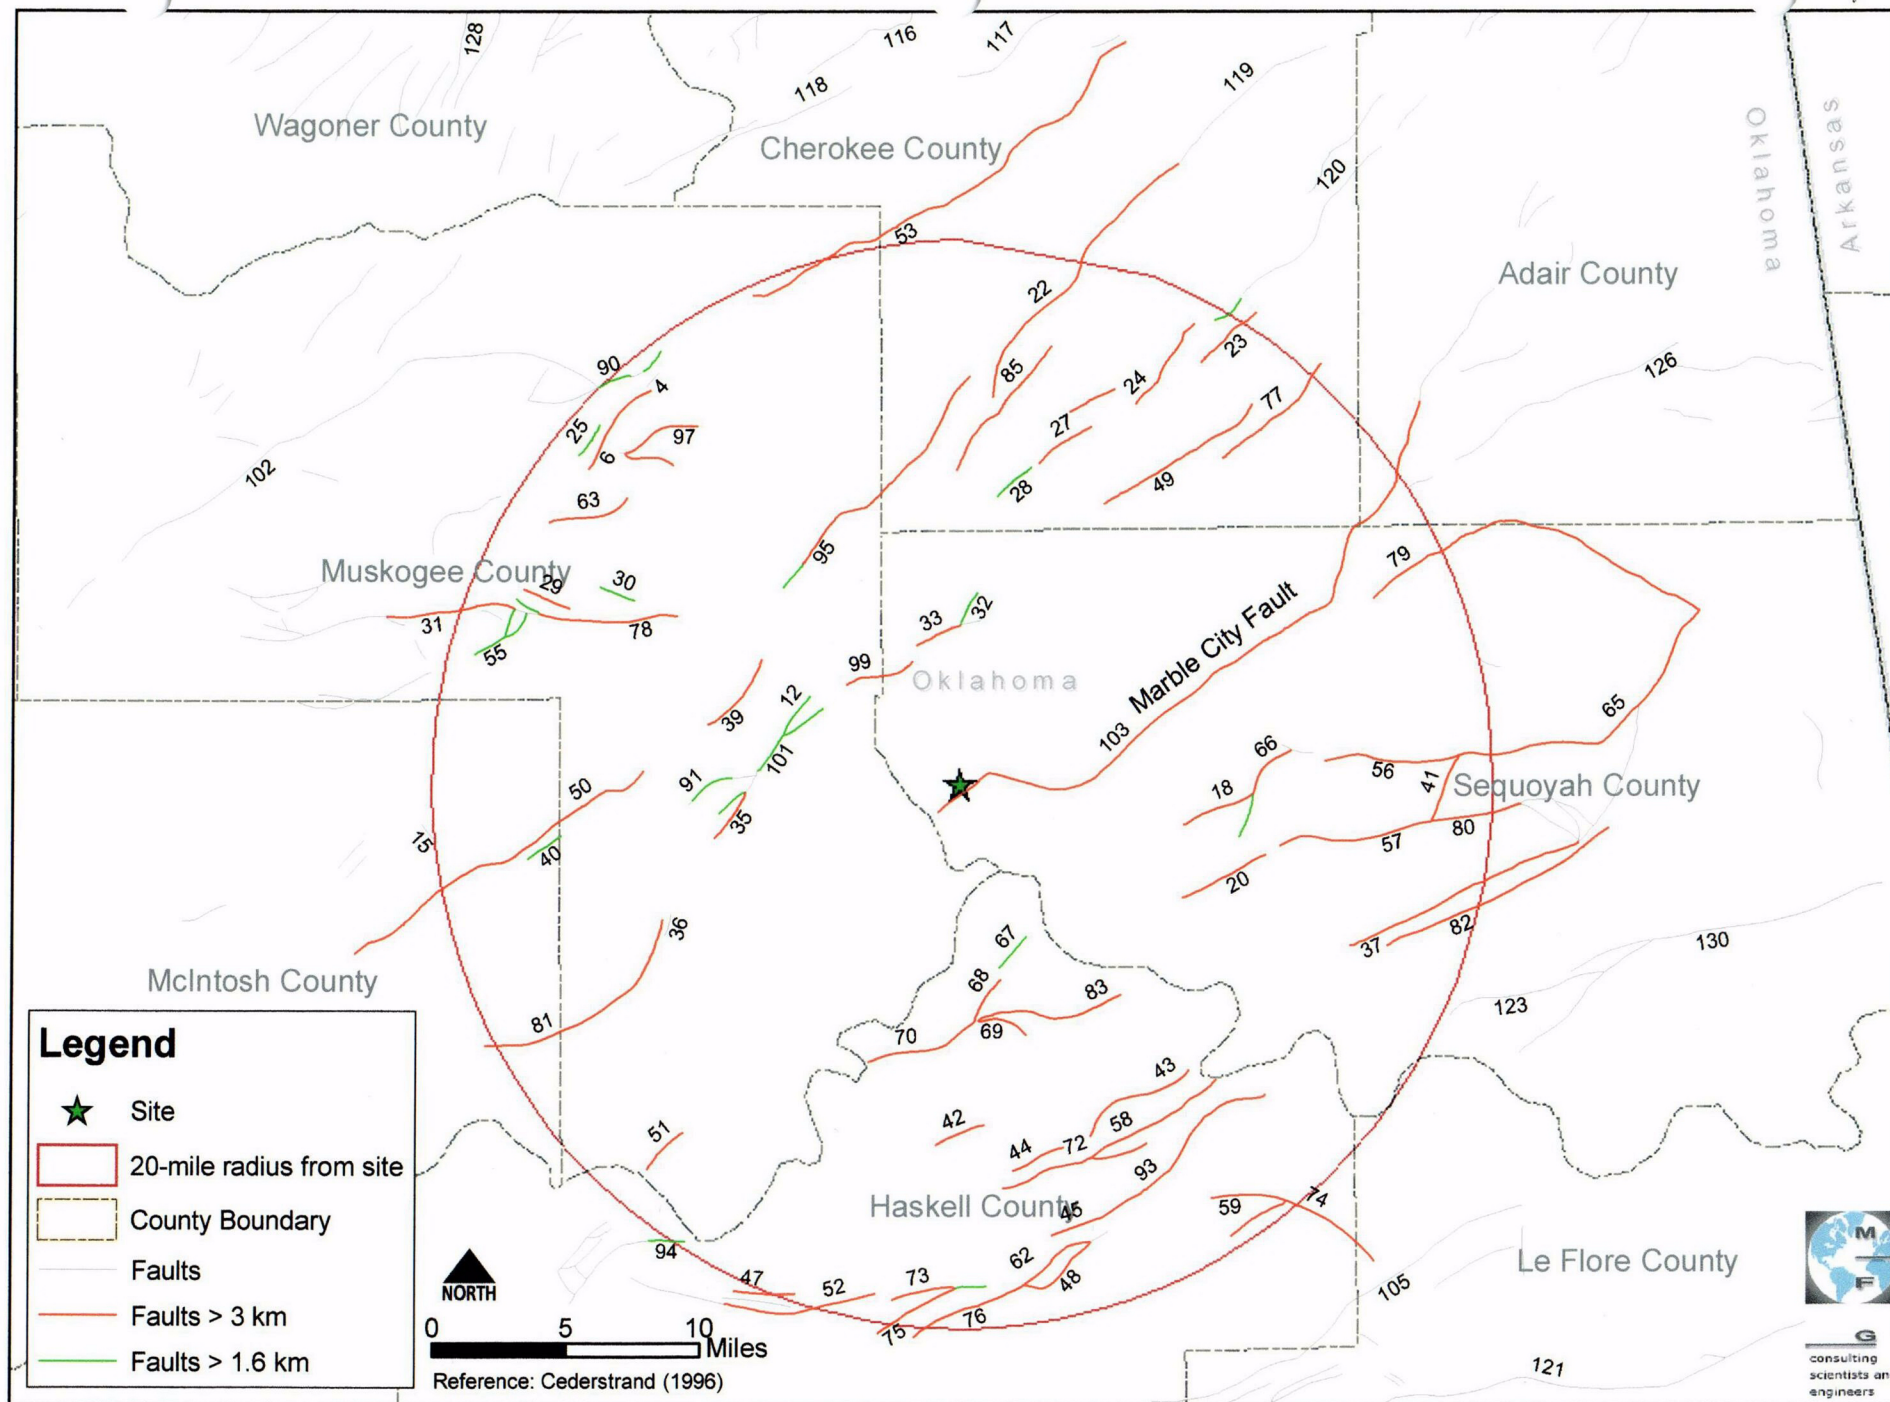 128
116
117
118
119
Wagoner County
Cherokee County
120
Oklahoma
Arkansas
53
Adair County
22
23
90
4
85
24
126
77
25
97
27
6
102
49
28
63
95
79
Muskogee County
29
30
32
33
31
78
55
Marble City Fault
99
Oklahoma
12
39
65
103
101
66
91
56
41
Sequoyah County
50
18
35
80
15
57
40
20
36
82
67
37
130
McIntosh County
68
83
123
81
70
69
43
51
42
58
44
72
93
Haskell County
45
59
74
94
62
Le Flore County
47
52
73
48
105
76
75
121
Legend
Site
20-mile radius from site
County Boundary
Faults
Faults > 3 km
Faults > 1.6 km
NORTH
0 5 10
Miles
Reference: Cederstrand (1996)
M
F
G
consulting
scientists an
engineers